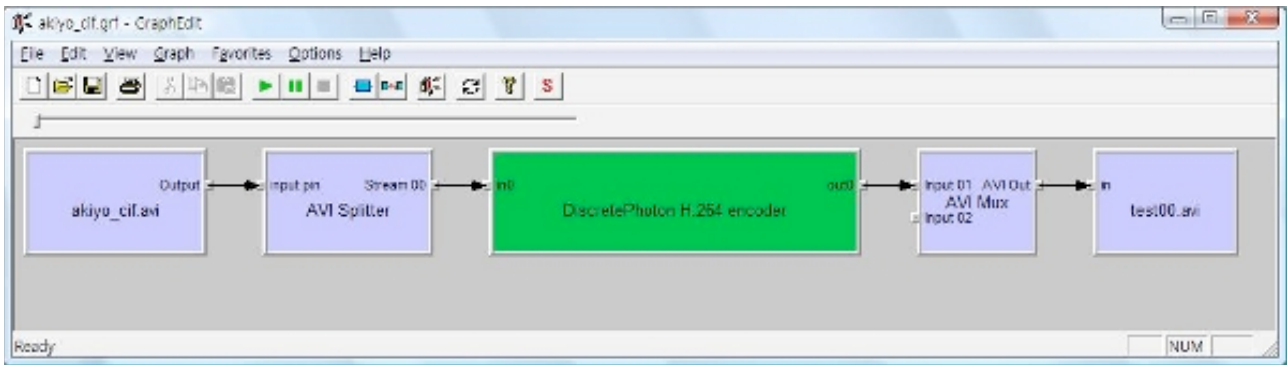 akiyo_cif.grf - GraphEdit
File Edit View Graph Favorites Options Help
S
Output
akiyo_cif.avi
Input pin Stream 00
AVI Splitter
in0 out0
DiscretePhoton H.264 encoder
Input 01 AVI Out
AVI Mux
Input 02
in
test00.avi
Ready
NUM